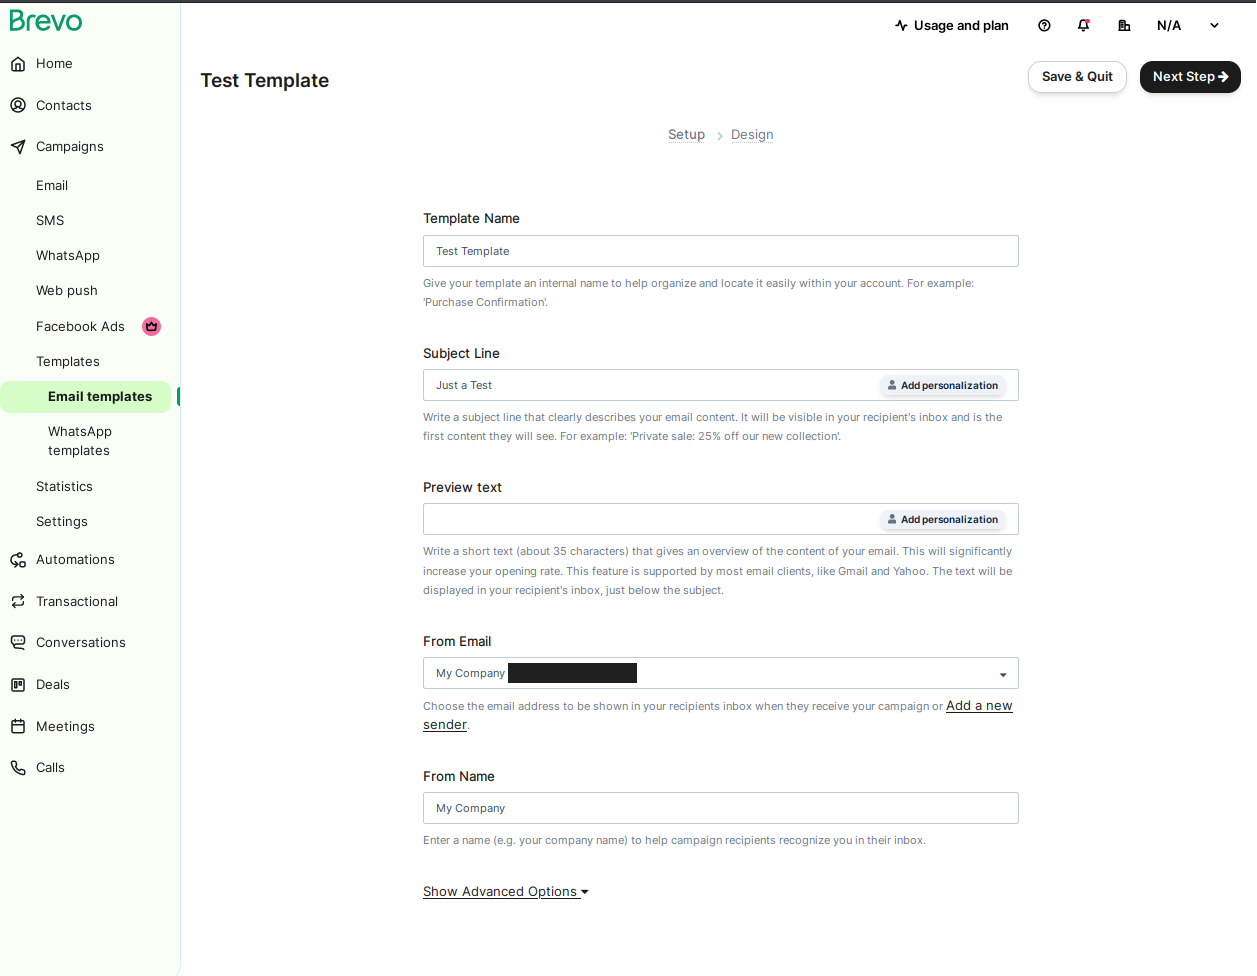 Brevo
Usage and plan
N/A
Home
Contacts
Campaigns
Email
SMS
WhatsApp
Web push
Facebook Ads
Templates
Email templates
WhatsApp
templates
Statistics
Settings
Automations
Transactional
Conversations
Deals
Meetings
Calls
Test Template
Save & Quit
Next Step
Setup
Design
Template Name
Test Template
Give your template an internal name to help organize and locate it easily within your account. For example:
'Purchase Confirmation'.
Subject Line
Just a Test
Add personalization
Write a subject line that clearly describes your email content. It will be visible in your recipient's inbox and is the
first content they will see. For example: 'Private sale: 25% off our new collection'.
Preview text
Add personalization
Write a short text (about 35 characters) that gives an overview of the content of your email. This will significantly
increase your opening rate. This feature is supported by most email clients, like Gmail and Yahoo. The text will be
displayed in your recipient's inbox, just below the subject.
From Email
My Company
Choose the email address to be shown in your recipients inbox when they receive your campaign or Add a new
sender.
From Name
My Company
Enter a name (e.g. your company name) to help campaign recipients recognize you in their inbox.
Show Advanced Options